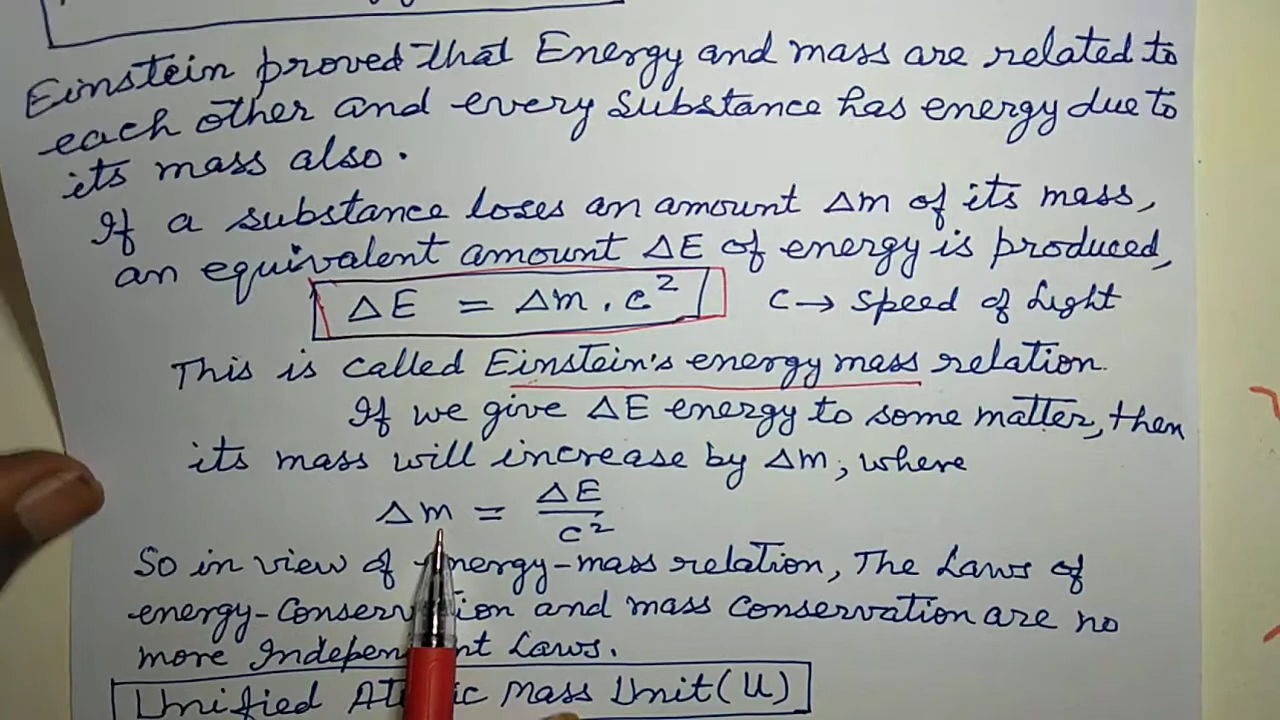 Einstein proved that Energy and mass are related to
each other and every substance has energy due to
its mass also.
If a substance loses an amount Δm of its mass,
an equivalent amount ΔE of energy is produced,
ΔE = Δm . c² c → speed of light
This is called Einstein's energy mass relation.
If we give ΔE energy to some matter, then
its mass will increase by Δm, where
Δm = ΔE/c²
So in view of energy-mass relation, The Laws of
energy-conservation and mass conservation are no
more Independent Laws.
Unified Atomic Mass Unit (U)